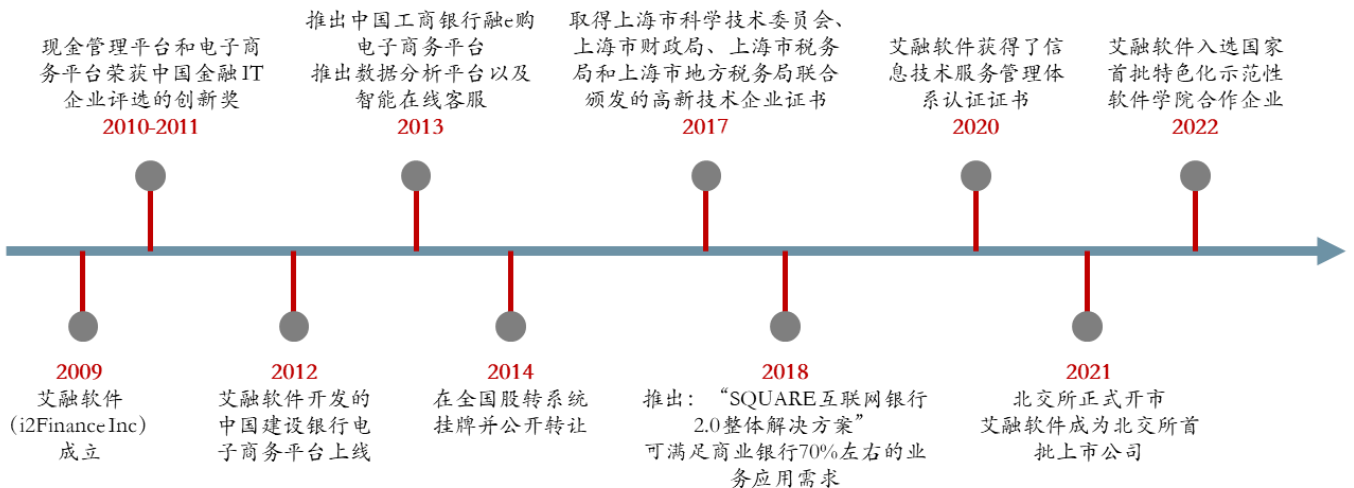 现金管理平台和电子商
务平台荣获中国金融IT
企业评选的创新奖
2010-2011
推出中国工商银行融e购
电子商务平台
推出数据分析平台以及
智能在线客服
2013
取得上海市科学技术委员会、
上海市财政局、上海市税务
局和上海市地方税务局联合
颁发的高新技术企业证书
2017
艾融软件获得了信
息技术服务管理体
系认证证书
2020
艾融软件入选国家
首批特色化示范性
软件学院合作企业
2022
2009
艾融软件
（i2Finance Inc）
成立
2012
艾融软件开发的
中国建设银行电
子商务平台上线
2014
在全国股转系统
挂牌并公开转让
2018
推出：“SQUARE互联网银行
2.0整体解决方案”
可满足商业银行70%左右的业
务应用需求
2021
北交所正式开市
艾融软件成为北交所首
批上市公司